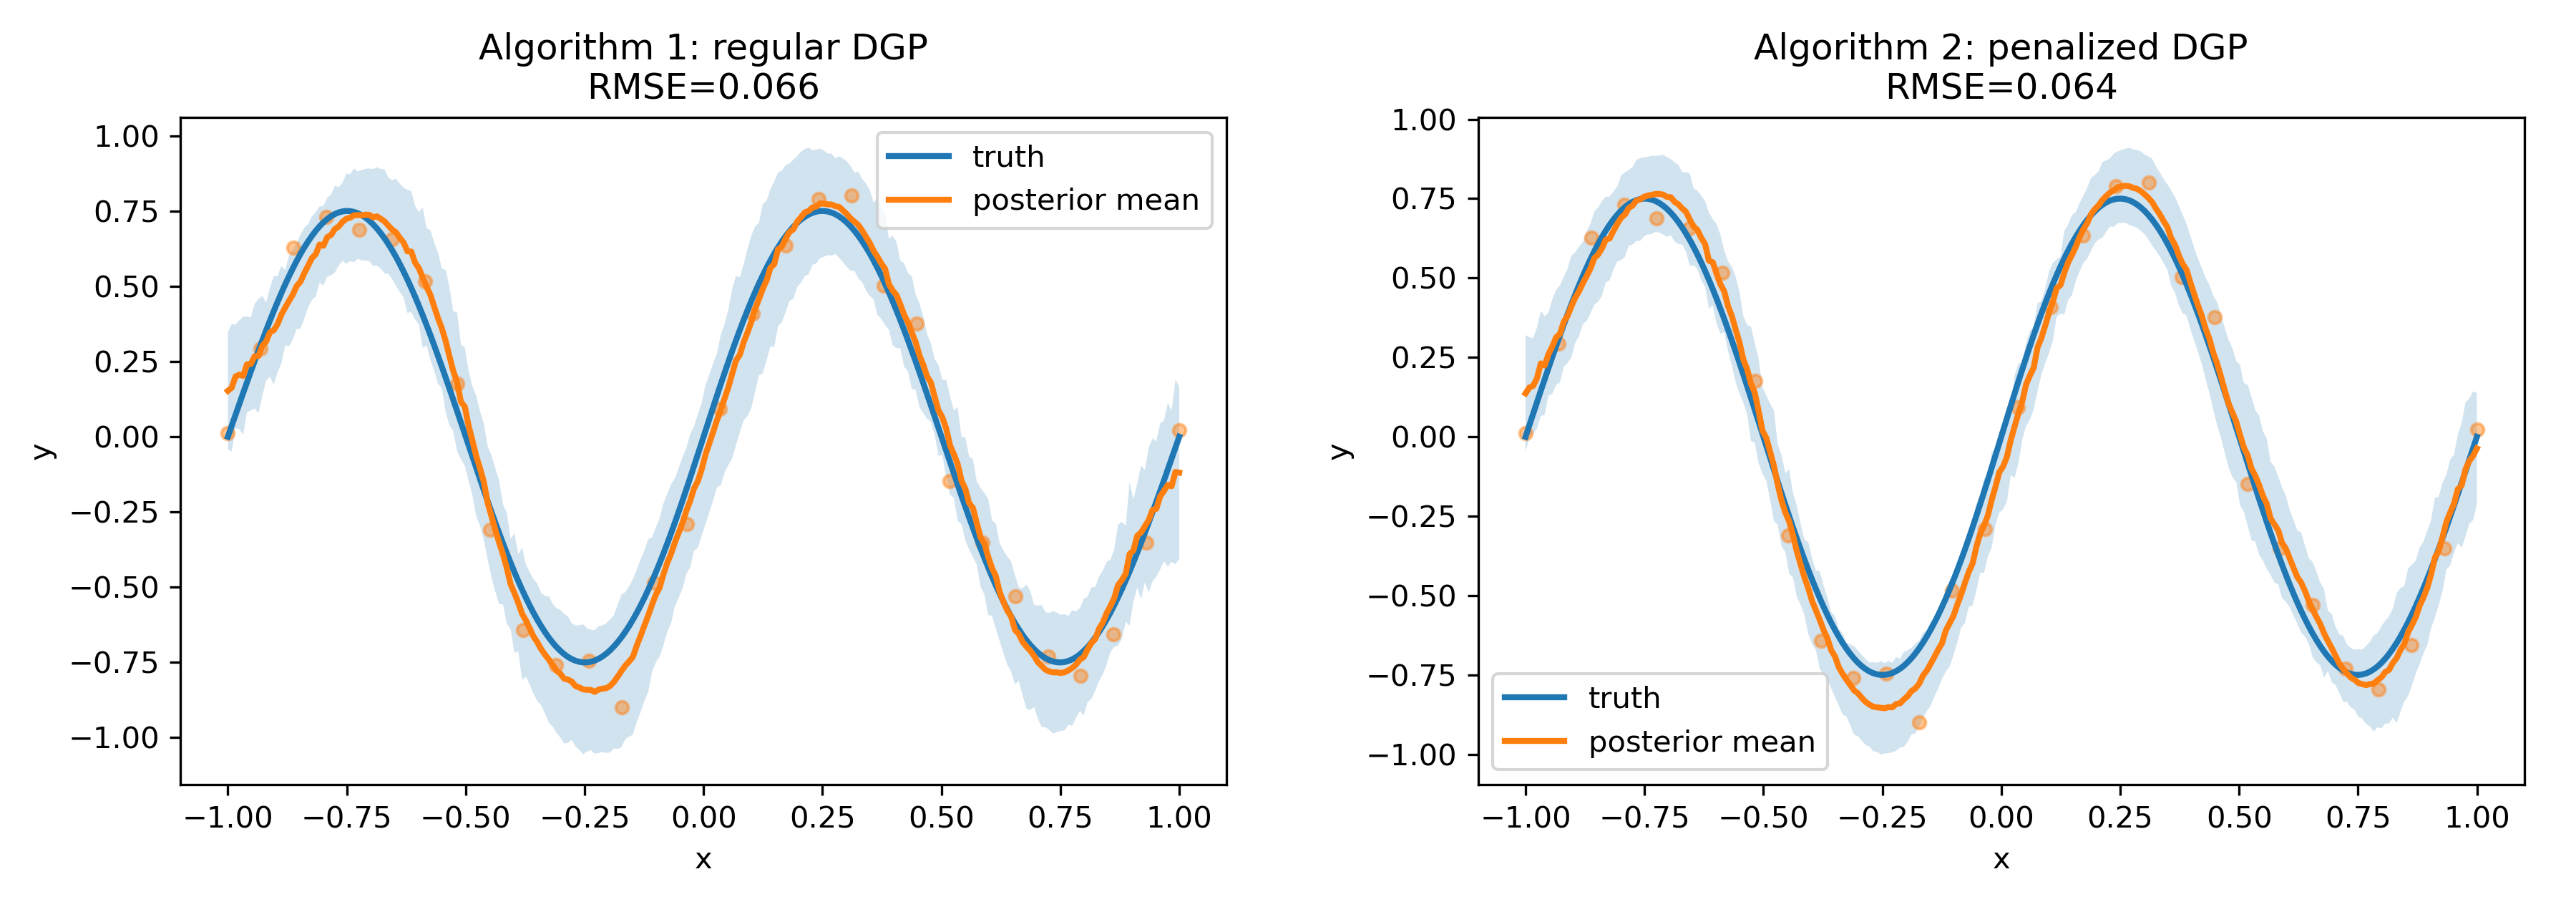 Algorithm 1: regular DGP
RMSE=0.066
1.00
0.75
0.50
0.25
0.00
−0.25
−0.50
−0.75
−1.00
y
truth
posterior mean
−1.00 −0.75 −0.50 −0.25 0.00 0.25 0.50 0.75 1.00
x
Algorithm 2: penalized DGP
RMSE=0.064
1.00
0.75
0.50
0.25
0.00
−0.25
−0.50
−0.75
−1.00
y
truth
posterior mean
−1.00 −0.75 −0.50 −0.25 0.00 0.25 0.50 0.75 1.00
x